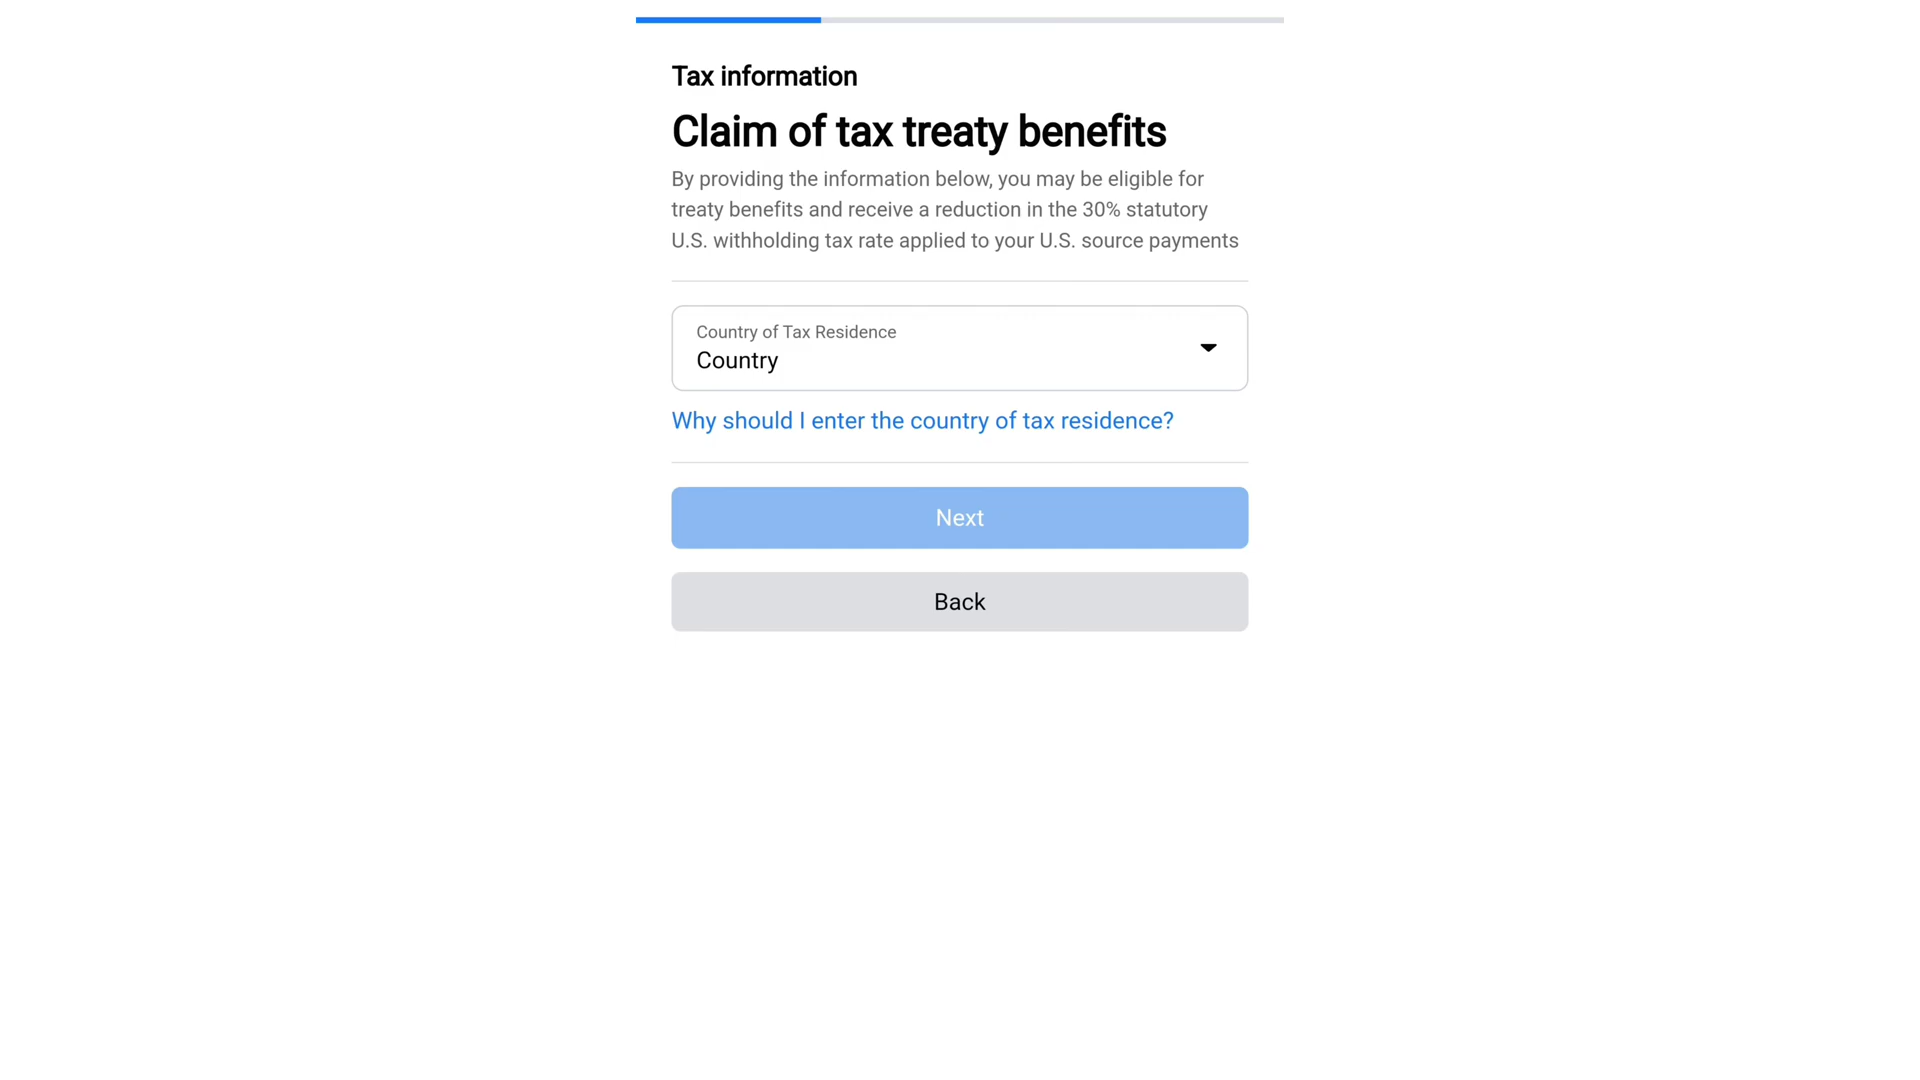 Tax information
Claim of tax treaty benefits
By providing the information below, you may be eligible for
treaty benefits and receive a reduction in the 30% statutory
U.S. withholding tax rate applied to your U.S. source payments
Country of Tax Residence
Country
Why should I enter the country of tax residence?
Next
Back